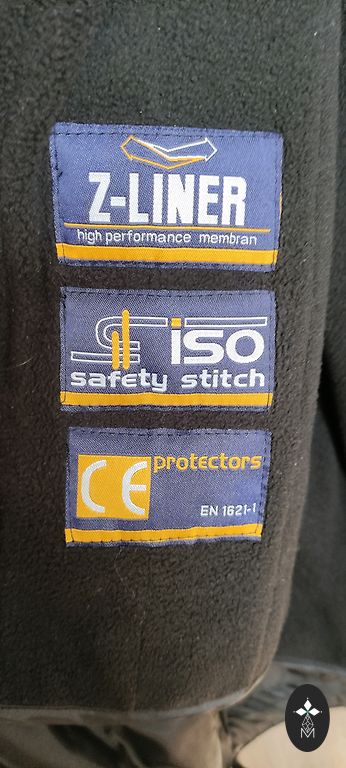 Z-LINER
high performance membran
iso
safety stitch
CE
protectors
EN 1621-1
M